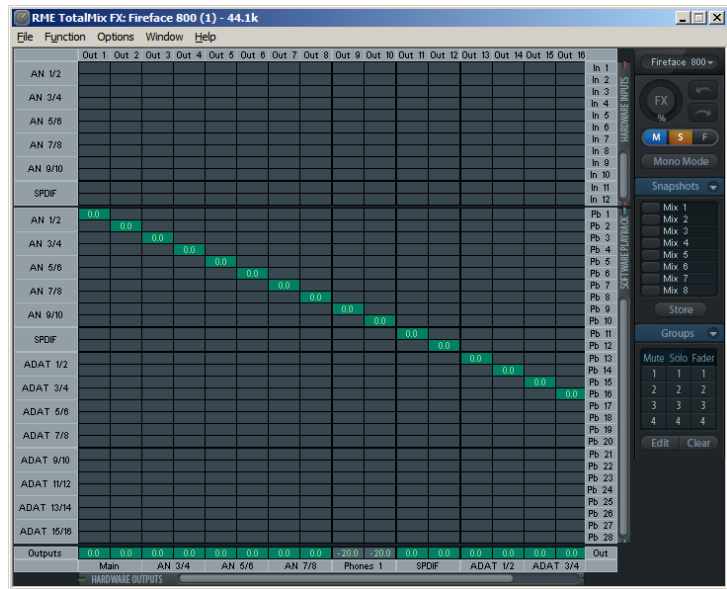 RME TotalMix FX: Fireface 800 (1) - 44.1k
File Function Options Window Help
Out 1 Out 2 Out 3 Out 4 Out 5 Out 6 Out 7 Out 8 Out 9 Out 10 Out 11 Out 12 Out 13 Out 14 Out 15 Out 16
AN 1/2 In 1
In 2
AN 3/4 In 3
In 4
AN 5/6 In 5
In 6
AN 7/8 In 7
In 8
AN 9/10 In 9
In 10
SPDIF In 11
In 12
HARDWARE INPUTS
AN 1/2 0.0 Pb 1
0.0 Pb 2
AN 3/4 0.0 Pb 3
0.0 Pb 4
AN 5/6 0.0 Pb 5
0.0 Pb 6
AN 7/8 0.0 Pb 7
0.0 Pb 8
AN 9/10 0.0 Pb 9
0.0 Pb 10
SPDIF 0.0 Pb 11
0.0 Pb 12
ADAT 1/2 0.0 Pb 13
0.0 Pb 14
ADAT 3/4 0.0 Pb 15
0.0 Pb 16
ADAT 5/6 Pb 17
Pb 18
ADAT 7/8 Pb 19
Pb 20
ADAT 9/10 Pb 21
Pb 22
ADAT 11/12 Pb 23
Pb 24
ADAT 13/14 Pb 25
Pb 26
ADAT 15/16 Pb 27
Pb 28
SOFTWARE PLAYBACK
Outputs 0.0 0.0 0.0 0.0 0.0 0.0 0.0 0.0 -20.0 -20.0 0.0 0.0 0.0 0.0 0.0 0.0 Out
Main AN 3/4 AN 5/6 AN 7/8 Phones 1 SPDIF ADAT 1/2 ADAT 3/4
HARDWARE OUTPUTS
Fireface 800
FX
%
M S F
Mono Mode
Snapshots
Mix 1
Mix 2
Mix 3
Mix 4
Mix 5
Mix 6
Mix 7
Mix 8
Store
Groups
Mute Solo Fader
1 1 1
2 2 2
3 3 3
4 4 4
Edit Clear